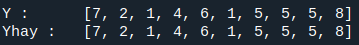 Y :      [7, 2, 1, 4, 6, 1, 5, 5, 5, 8]
Yhay :   [7, 2, 1, 4, 6, 1, 5, 5, 5, 8]